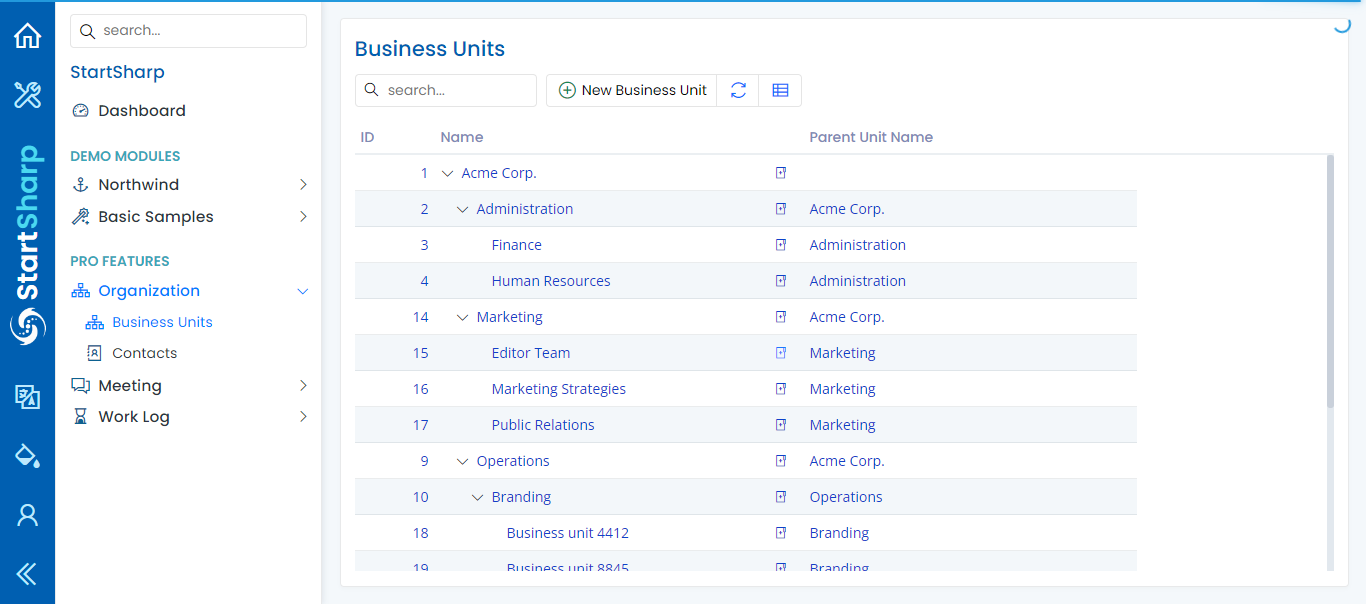 StartSharp
search...
StartSharp
Dashboard
DEMO MODULES
Northwind
Basic Samples
PRO FEATURES
Organization
Business Units
Contacts
Meeting
Work Log
Business Units
search...
New Business Unit
ID Name Parent Unit Name
1 Acme Corp.
2 Administration Acme Corp.
3 Finance Administration
4 Human Resources Administration
14 Marketing Acme Corp.
15 Editor Team Marketing
16 Marketing Strategies Marketing
17 Public Relations Marketing
9 Operations Acme Corp.
10 Branding Operations
18 Business unit 4412 Branding
19 Business unit 8845 Branding